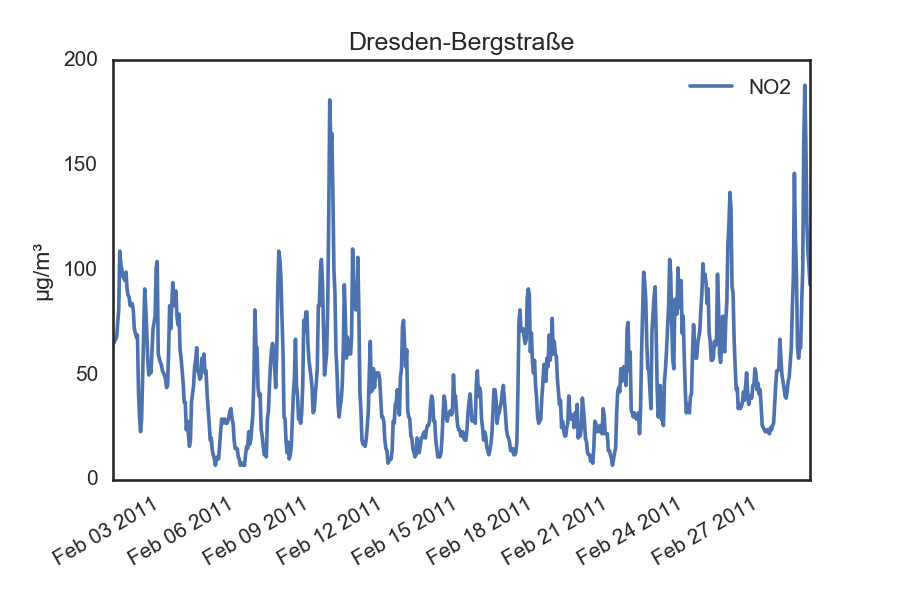 Dresden-Bergstraße
200
NO2
150
100
µg/m³
50
0
Feb 03 2011
Feb 06 2011
Feb 09 2011
Feb 12 2011
Feb 15 2011
Feb 18 2011
Feb 21 2011
Feb 24 2011
Feb 27 2011